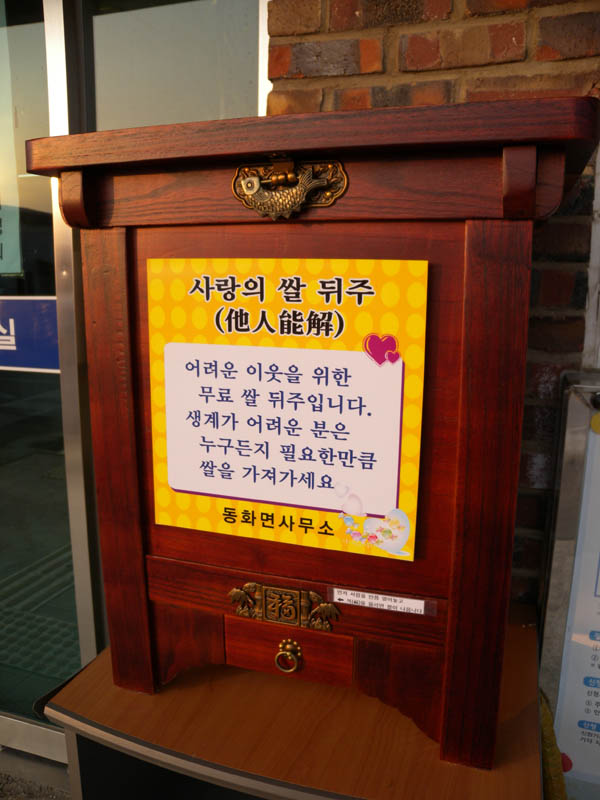 사랑의 쌀 뒤주
(他人能解)
어려운 이웃을 위한
무료 쌀 뒤주입니다.
생계가 어려운 분은
누구든지 필요한만큼
쌀을 가져가세요
동화면사무소
福
실